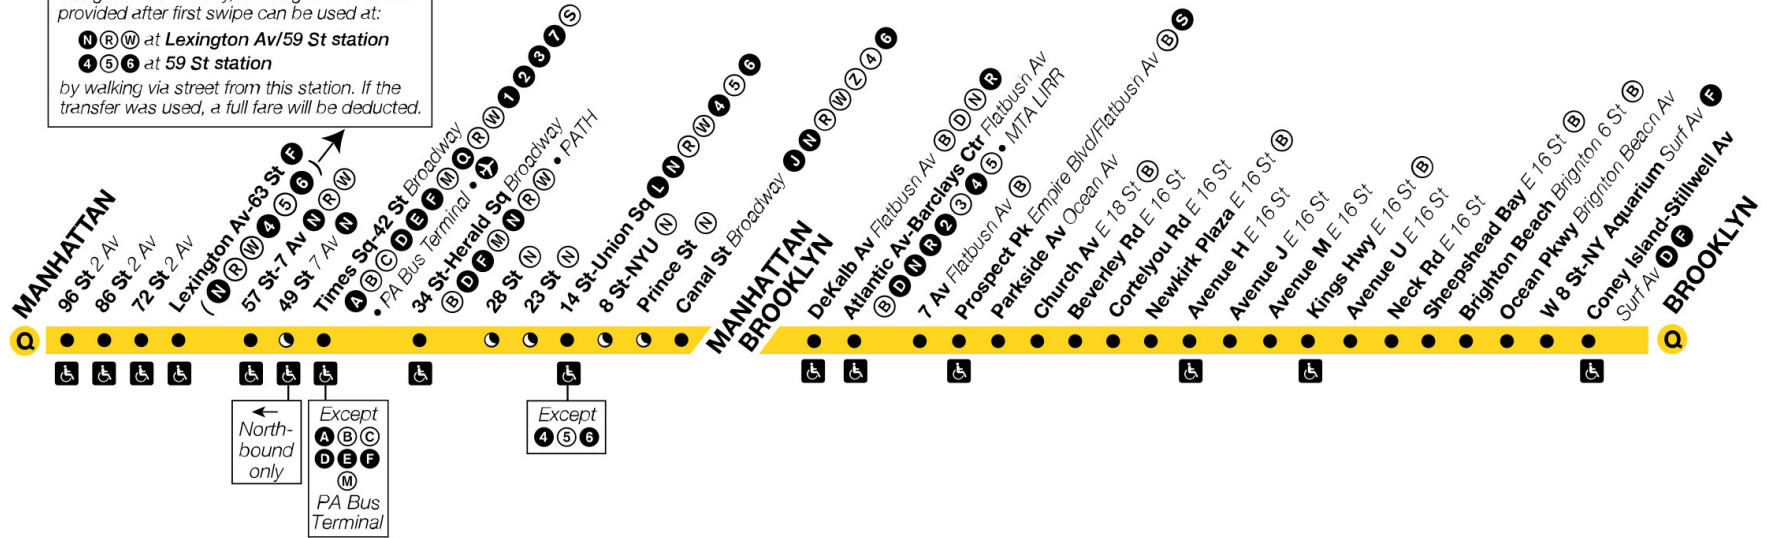 provided after first swipe can be used at:
N R W at Lexington Av/59 St station
4 5 6 at 59 St station
by walking via street from this station. If the
transfer was used, a full fare will be deducted.
Q
MANHATTAN
96 St 2 Av
86 St 2 Av
72 St 2 Av
Lexington Av-63 St F
(N R W 4 5 6)
57 St-7 Av N R W
49 St 7 Av N
Times Sq-42 St Broadway
A B C D E F M Q R W 1 2 3 7 S
• PA Bus Terminal •
34 St-Herald Sq Broadway
B D F M N R W • PATH
28 St N
23 St N
14 St-Union Sq L N R W 4 5 6
8 St-NYU N
Prince St N
Canal St Broadway J N R W Z 4 6
MANHATTAN
BROOKLYN
DeKalb Av Flatbush Av B D N R
Atlantic Av-Barclays Ctr Flatbush Av
B D N R 2 3 4 5 • MTA LIRR
7 Av Flatbush Av B
Prospect Pk Empire Blvd/Flatbush Av B S
Parkside Av Ocean Av
Church Av E 18 St B
Beverley Rd E 16 St
Cortelyou Rd E 16 St
Newkirk Plaza E 16 St B
Avenue H E 16 St
Avenue J E 16 St
Avenue M E 16 St
Kings Hwy E 16 St B
Avenue U E 16 St
Neck Rd E 16 St
Sheepshead Bay E 16 St B
Brighton Beach Brighton 6 St B
Ocean Pkwy Brighton Beacn Av
W 8 St-NY Aquarium Surf Av F
Coney Island-Stillwell Av
Surf Av D F
BROOKLYN
Q
North-
bound
only
Except
A B C
D E F
M
PA Bus
Terminal
Except
4 5 6